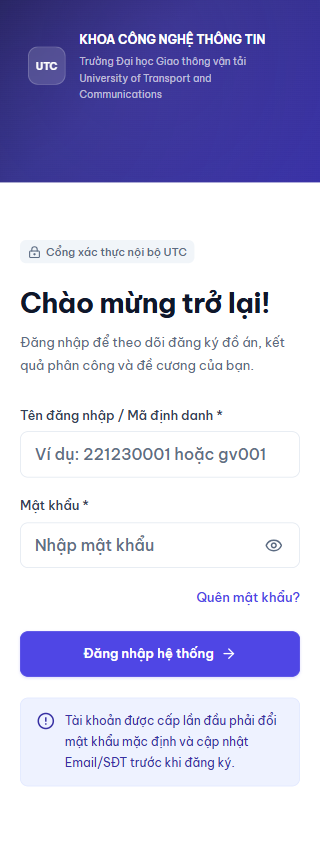 UTC
KHOA CÔNG NGHỆ THÔNG TIN
Trường Đại học Giao thông vận tải
University of Transport and
Communications
Cổng xác thực nội bộ UTC
Chào mừng trở lại!
Đăng nhập để theo dõi đăng ký đồ án, kết
quả phân công và đề cương của bạn.
Tên đăng nhập / Mã định danh *
Ví dụ: 221230001 hoặc gv001
Mật khẩu *
Nhập mật khẩu
Quên mật khẩu?
Đăng nhập hệ thống →
Tài khoản được cấp lần đầu phải đổi
mật khẩu mặc định và cập nhật
Email/SĐT trước khi đăng ký.